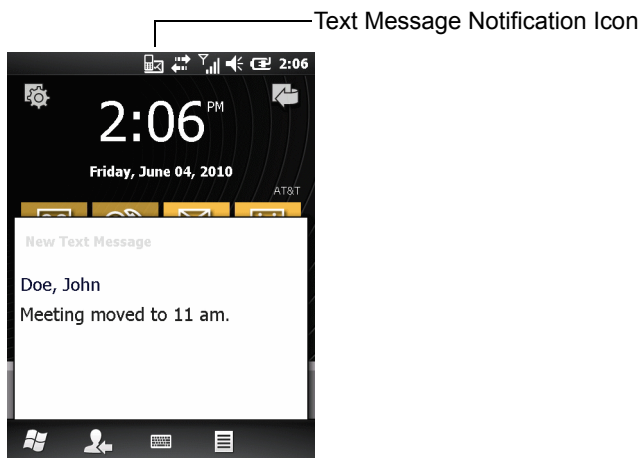 Text Message Notification Icon
2:06
2:06 PM
Friday, June 04, 2010
AT&T
New Text Message
Doe, John
Meeting moved to 11 am.